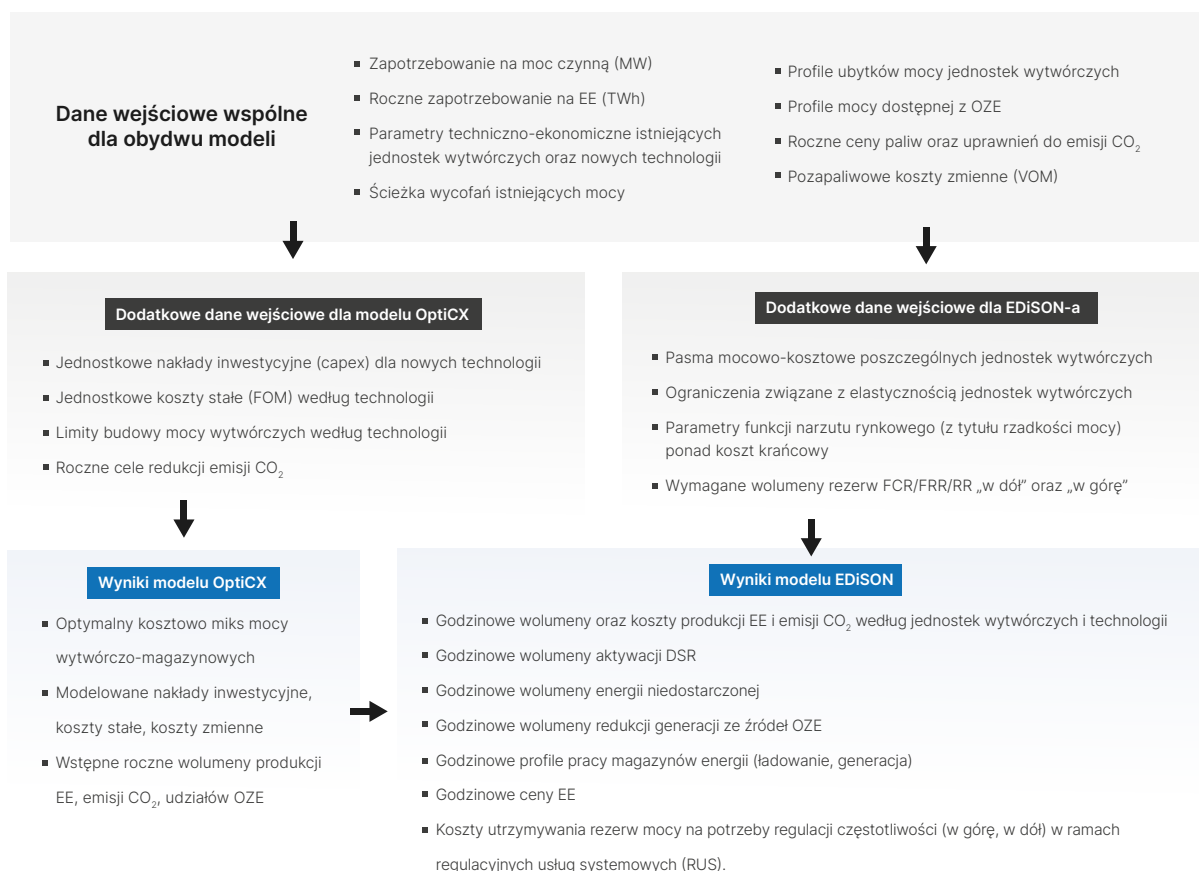 Dane wejściowe wspólne
dla obydwu modeli
Zapotrzebowanie na moc czynną (MW)
Roczne zapotrzebowanie na EE (TWh)
Parametry techniczno-ekonomiczne istniejących
jednostek wytwórczych oraz nowych technologii
Ścieżka wycofań istniejących mocy
Profile ubytków mocy jednostek wytwórczych
Profile mocy dostępnej z OZE
Roczne ceny paliw oraz uprawnień do emisji CO₂
Pozapaliwowe koszty zmienne (VOM)
Dodatkowe dane wejściowe dla modelu OptiCX
Jednostkowe nakłady inwestycyjne (capex) dla nowych technologii
Jednostkowe koszty stałe (FOM) według technologii
Limity budowy mocy wytwórczych według technologii
Roczne cele redukcji emisji CO₂
Dodatkowe dane wejściowe dla EDiSON-a
Pasma mocowo-kosztowe poszczególnych jednostek wytwórczych
Ograniczenia związane z elastycznością jednostek wytwórczych
Parametry funkcji narzutu rynkowego (z tytułu rzadkości mocy)
ponad koszt krańcowy
Wymagane wolumeny rezerw FCR/FRR/RR „w dół” oraz „w górę”
Wyniki modelu OptiCX
Optymalny kosztowo miks mocy
wytwórczo-magazynowych
Modelowane nakłady inwestycyjne,
koszty stałe, koszty zmienne
Wstępne roczne wolumeny produkcji
EE, emisji CO₂, udziałów OZE
Wyniki modelu EDiSON
Godzinowe wolumeny oraz koszty produkcji EE i emisji CO₂ według jednostek wytwórczych i technologii
Godzinowe wolumeny aktywacji DSR
Godzinowe wolumeny energii niedostarczonej
Godzinowe wolumeny redukcji generacji ze źródeł OZE
Godzinowe profile pracy magazynów energii (ładowanie, generacja)
Godzinowe ceny EE
Koszty utrzymywania rezerw mocy na potrzeby regulacji częstotliwości (w górę, w dół) w ramach
regulacyjnych usług systemowych (RUS).